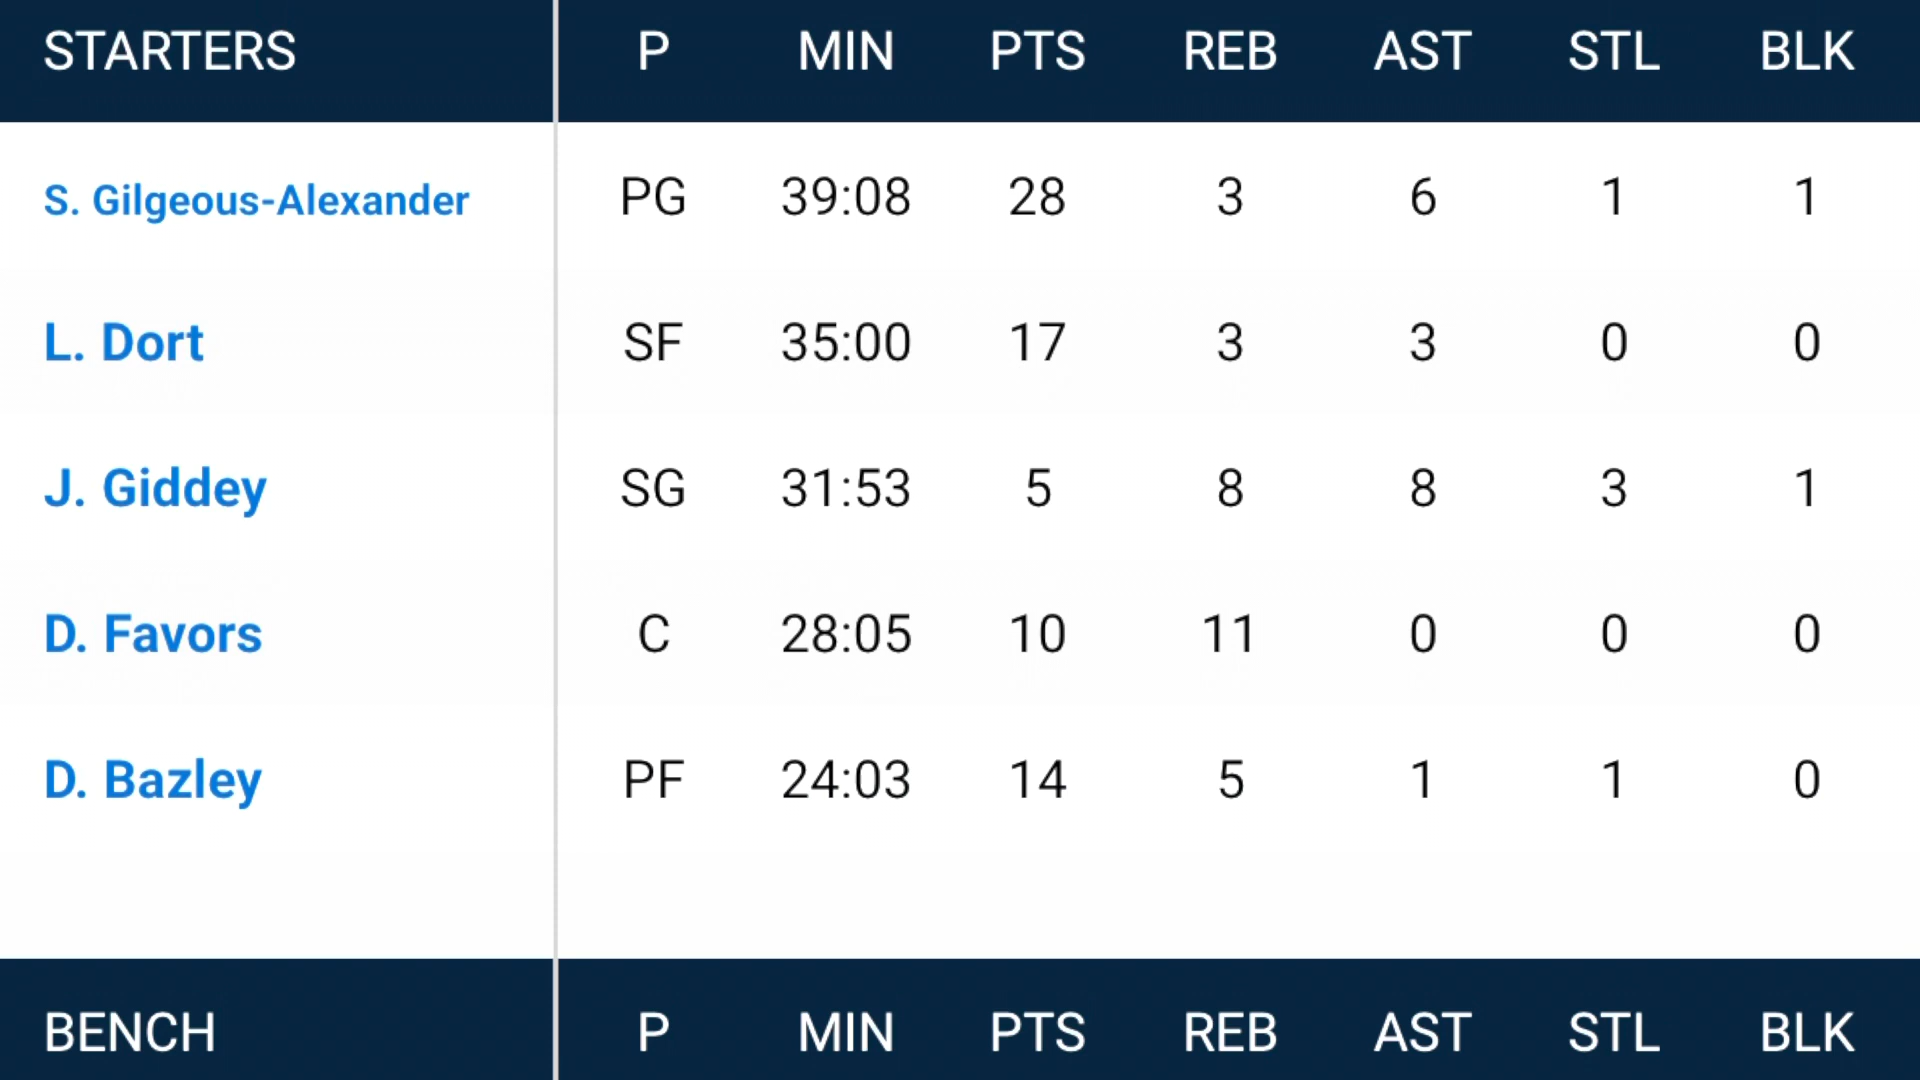 STARTERS P MIN PTS REB AST STL BLK
S. Gilgeous-Alexander PG 39:08 28 3 6 1 1
L. Dort SF 35:00 17 3 3 0 0
J. Giddey SG 31:53 5 8 8 3 1
D. Favors C 28:05 10 11 0 0 0
D. Bazley PF 24:03 14 5 1 1 0
BENCH P MIN PTS REB AST STL BLK